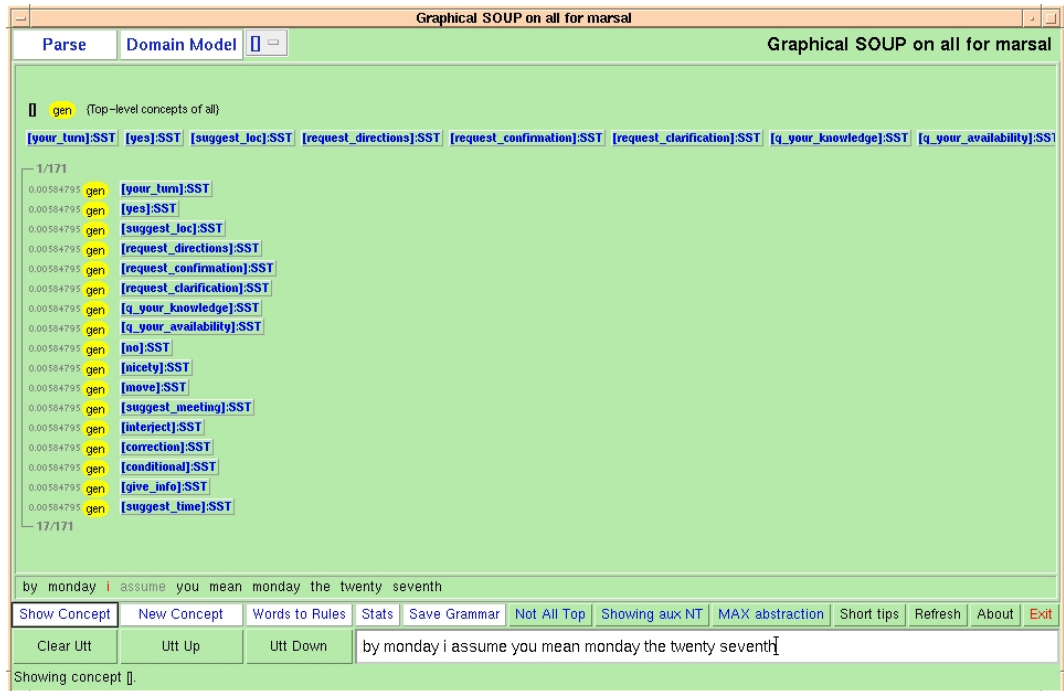 Graphical SOUP on all for marsal
Parse Domain Model [] Graphical SOUP on all for marsal
[] gen {Top-level concepts of all}
[your_turn]:SST [yes]:SST [suggest_loc]:SST [request_directions]:SST [request_confirmation]:SST [request_clarification]:SST [q_your_knowledge]:SST [q_your_availability]:SST
1/171
0.00584795 gen [your_turn]:SST
0.00584795 gen [yes]:SST
0.00584795 gen [suggest_loc]:SST
0.00584795 gen [request_directions]:SST
0.00584795 gen [request_confirmation]:SST
0.00584795 gen [request_clarification]:SST
0.00584795 gen [q_your_knowledge]:SST
0.00584795 gen [q_your_availability]:SST
0.00584795 gen [no]:SST
0.00584795 gen [nicety]:SST
0.00584795 gen [move]:SST
0.00584795 gen [suggest_meeting]:SST
0.00584795 gen [interject]:SST
0.00584795 gen [correction]:SST
0.00584795 gen [conditional]:SST
0.00584795 gen [give_info]:SST
0.00584795 gen [suggest_time]:SST
17/171
by monday i assume you mean monday the twenty seventh
Show Concept New Concept Words to Rules Stats Save Grammar Not All Top Showing aux NT MAX abstraction Short tips Refresh About Exit
Clear Utt Utt Up Utt Down by monday i assume you mean monday the twenty seventh
Showing concept [].